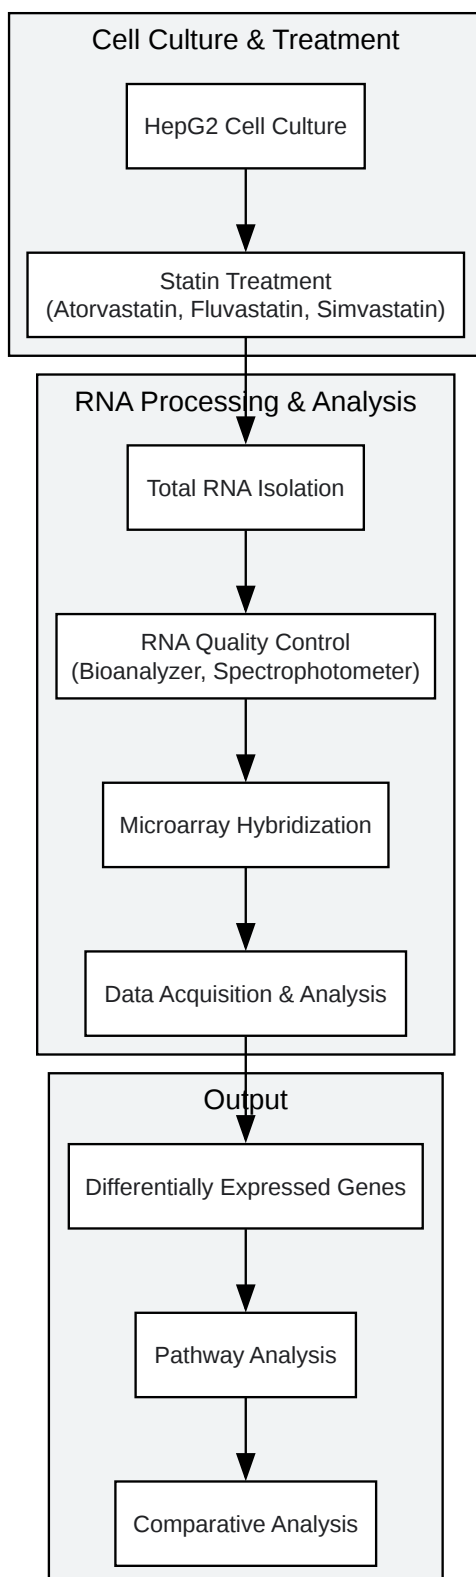 Cell Culture & Treatment
HepG2 Cell Culture
Statin Treatment
(Atorvastatin, Fluvastatin, Simvastatin)
RNA Processing & Analysis
Total RNA Isolation
RNA Quality Control
(Bioanalyzer, Spectrophotometer)
Microarray Hybridization
Data Acquisition & Analysis
Output
Differentially Expressed Genes
Pathway Analysis
Comparative Analysis